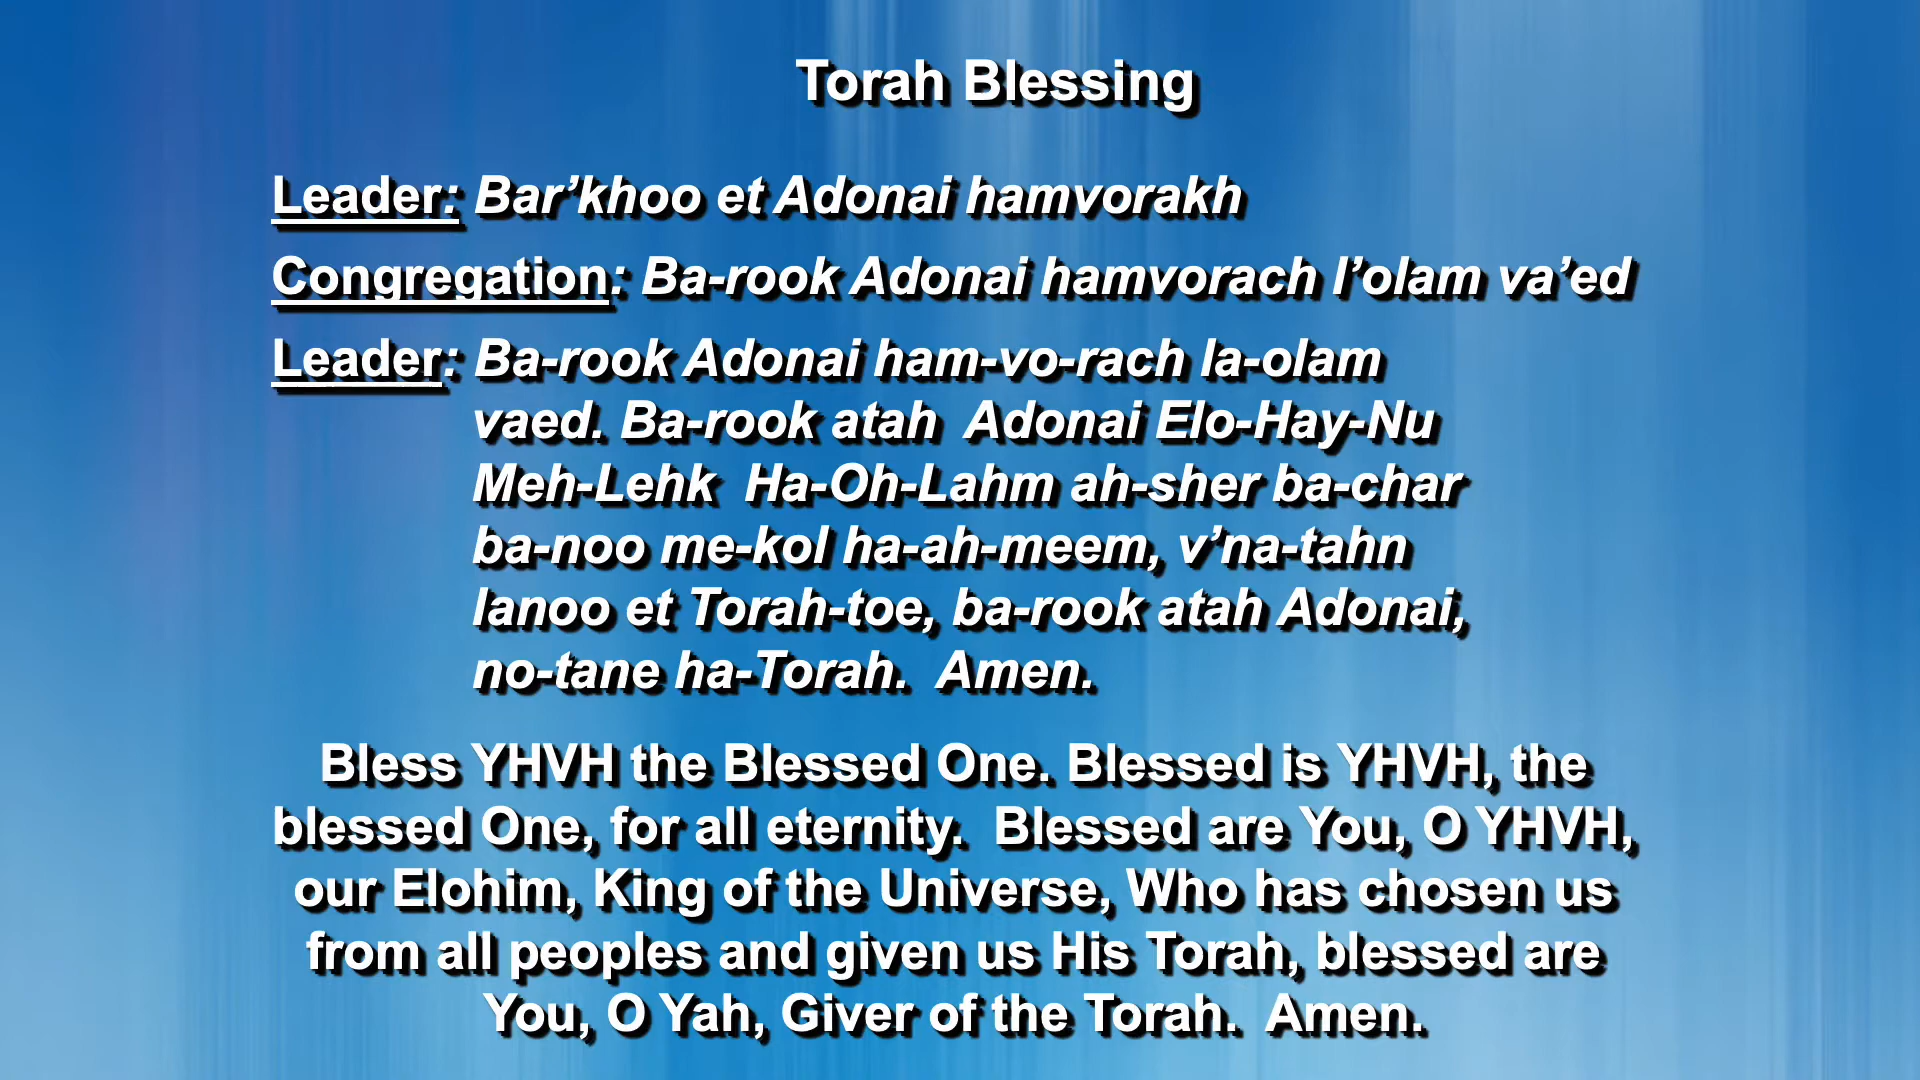 Torah Blessing
Leader: Bar’khoo et Adonai hamvorakh
Congregation: Ba-rook Adonai hamvorach l’olam va’ed
Leader: Ba-rook Adonai ham-vo-rach la-olam
vaed. Ba-rook atah  Adonai Elo-Hay-Nu
Meh-Lehk  Ha-Oh-Lahm ah-sher ba-char
ba-noo me-kol ha-ah-meem, v’na-tahn
lanoo et Torah-toe, ba-rook atah Adonai,
no-tane ha-Torah.  Amen.
Bless YHVH the Blessed One. Blessed is YHVH, the
blessed One, for all eternity.  Blessed are You, O YHVH,
our Elohim, King of the Universe, Who has chosen us
from all peoples and given us His Torah, blessed are
You, O Yah, Giver of the Torah.  Amen.